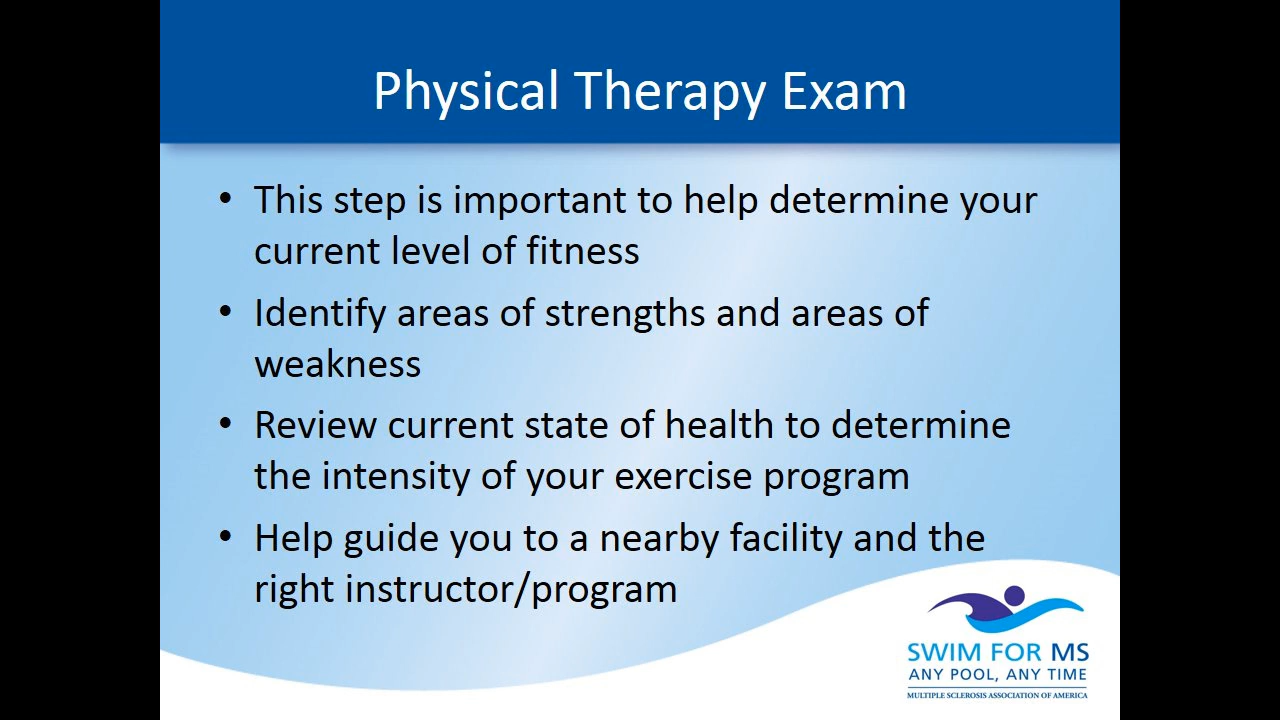 Physical Therapy Exam
• This step is important to help determine your
current level of fitness
• Identify areas of strengths and areas of
weakness
• Review current state of health to determine
the intensity of your exercise program
• Help guide you to a nearby facility and the
right instructor/program
SWIM FOR MS
ANY POOL, ANY TIME
MULTIPLE SCLEROSIS ASSOCIATION OF AMERICA